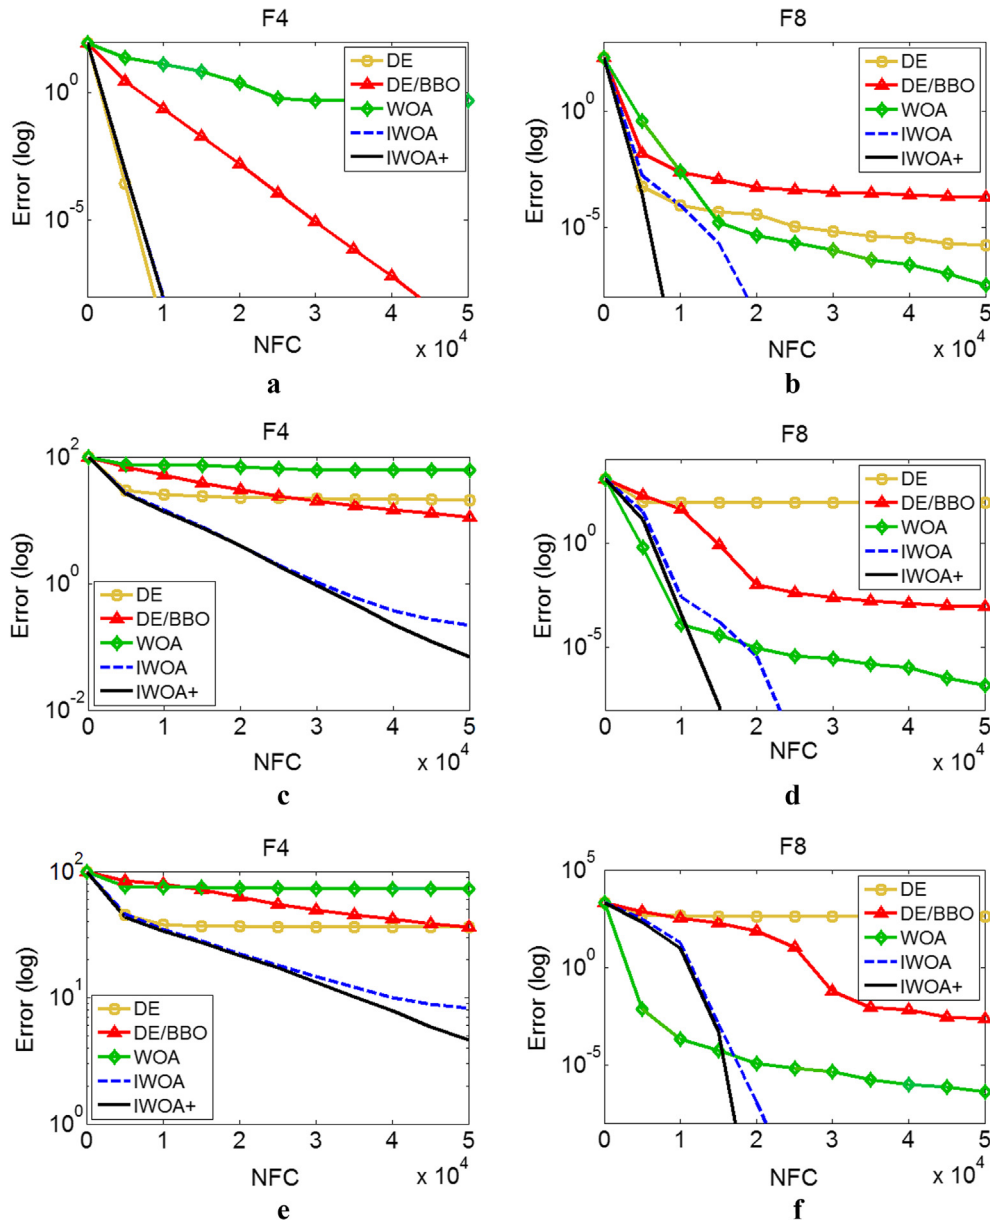 F4
Error (log)
10^0
10^-5
DE
DE/BBO
WOA
IWOA
IWOA+
0 1 2 3 4 5
NFC
x 10^4
a
F8
Error (log)
10^0
10^-5
DE
DE/BBO
WOA
IWOA
IWOA+
0 1 2 3 4 5
NFC
x 10^4
b
F4
Error (log)
10^2
10^0
10^-2
DE
DE/BBO
WOA
IWOA
IWOA+
0 1 2 3 4 5
NFC
x 10^4
c
F8
Error (log)
10^0
10^-5
DE
DE/BBO
WOA
IWOA
IWOA+
0 1 2 3 4 5
NFC
x 10^4
d
F4
Error (log)
10^2
10^1
10^0
DE
DE/BBO
WOA
IWOA
IWOA+
0 1 2 3 4 5
NFC
x 10^4
e
F8
Error (log)
10^5
10^0
10^-5
DE
DE/BBO
WOA
IWOA
IWOA+
0 1 2 3 4 5
NFC
x 10^4
f